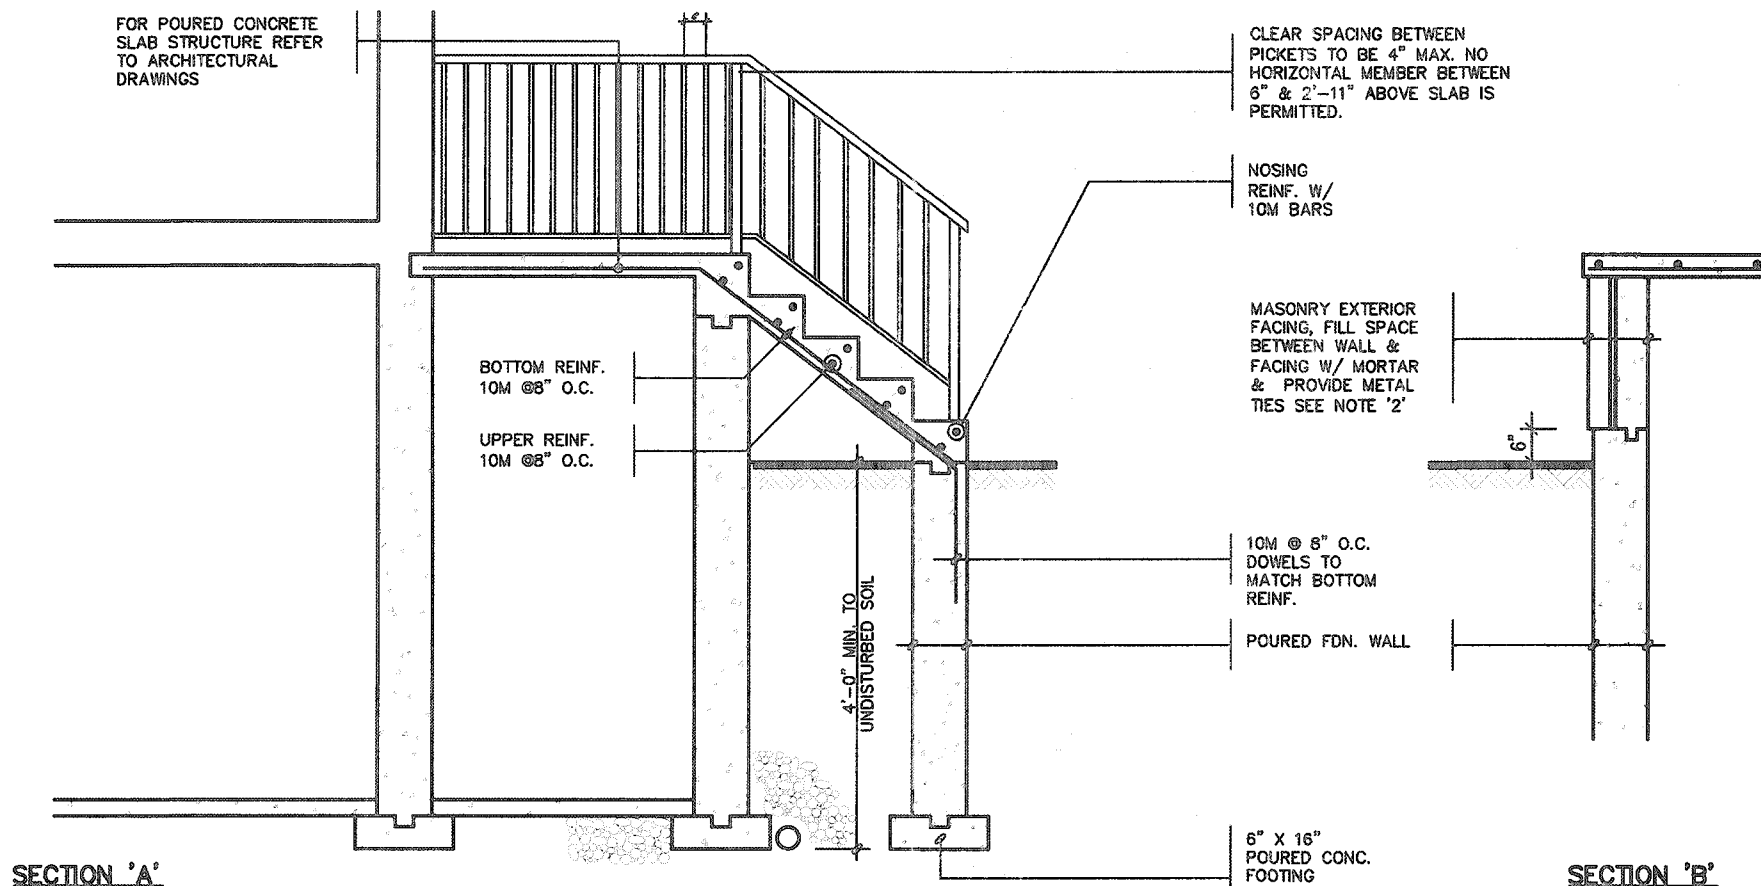 FOR POURED CONCRETE
SLAB STRUCTURE REFER
TO ARCHITECTURAL
DRAWINGS
CLEAR SPACING BETWEEN
PICKETS TO BE 4" MAX. NO
HORIZONTAL MEMBER BETWEEN
6" & 2'-11" ABOVE SLAB IS
PERMITTED.
NOSING
REINF. W/
10M BARS
BOTTOM REINF.
10M @8" O.C.
UPPER REINF.
10M @8" O.C.
MASONRY EXTERIOR
FACING, FILL SPACE
BETWEEN WALL &
FACING W/ MORTAR
& PROVIDE METAL
TIES SEE NOTE '2'
6"
4'-0" MIN. TO
UNDISTURBED SOIL
10M @ 8" O.C.
DOWELS TO
MATCH BOTTOM
REINF.
POURED FDN. WALL
6" X 16"
POURED CONC.
FOOTING
SECTION 'A'
SECTION 'B'